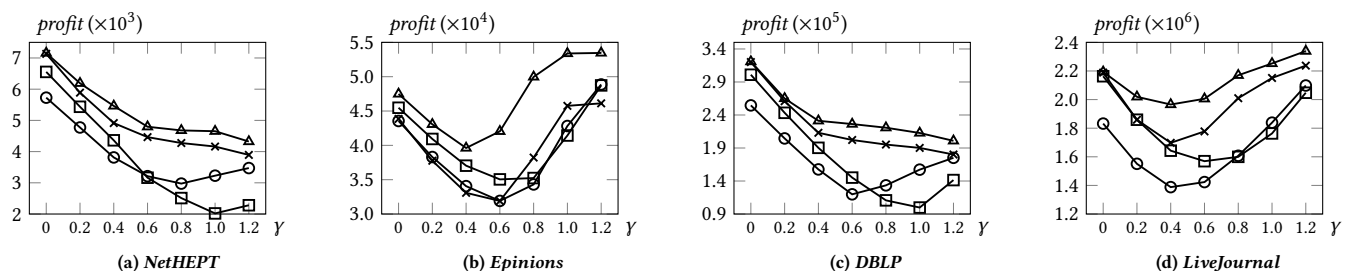 profit (×10³)
7
6
5
4
3
2
0 0.2 0.4 0.6 0.8 1.0 1.2 γ
(a) NetHEPT
profit (×10⁴)
5.5
5.0
4.5
4.0
3.5
3.0
0 0.2 0.4 0.6 0.8 1.0 1.2 γ
(b) Epinions
profit (×10⁵)
3.4
2.9
2.4
1.9
1.4
0.9
0 0.2 0.4 0.6 0.8 1.0 1.2 γ
(c) DBLP
profit (×10⁶)
2.4
2.2
2.0
1.8
1.6
1.4
1.2
0 0.2 0.4 0.6 0.8 1.0 1.2 γ
(d) LiveJournal